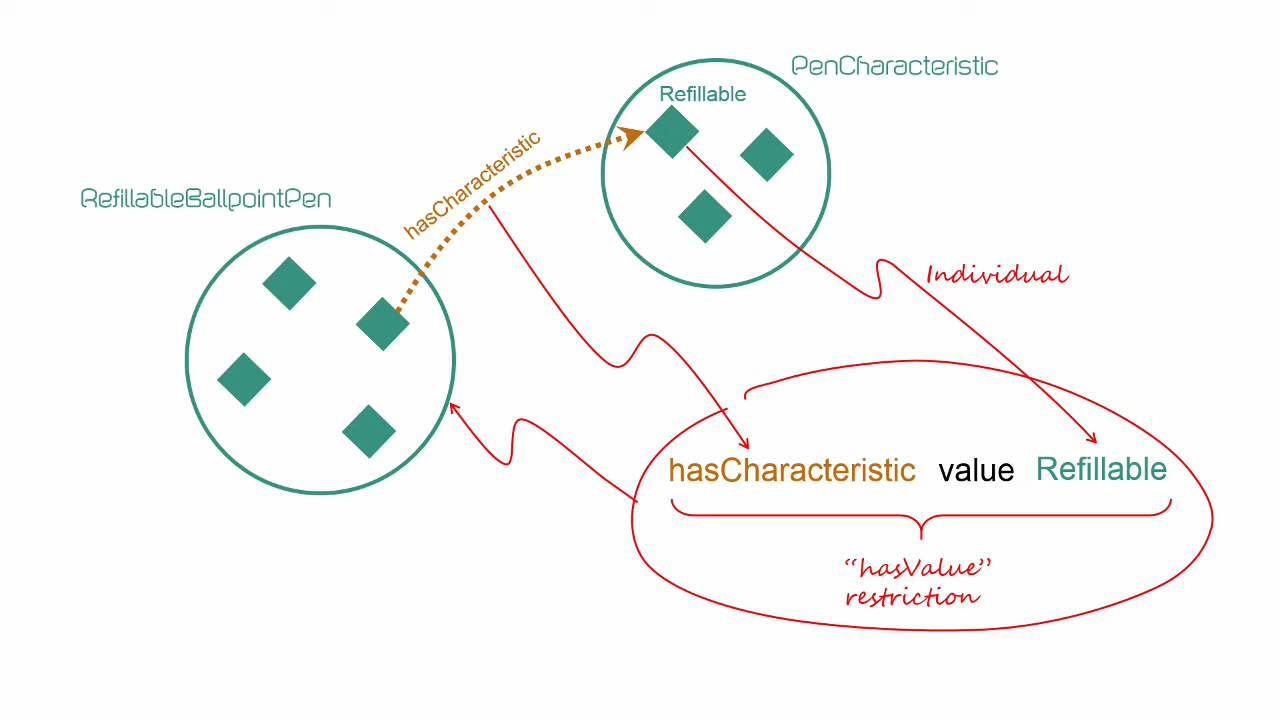 PenCharacteristic
Refillable
hasCharacteristic
RefillableBallpointPen
Individual
hasCharacteristic value Refillable
“hasValue”
restriction